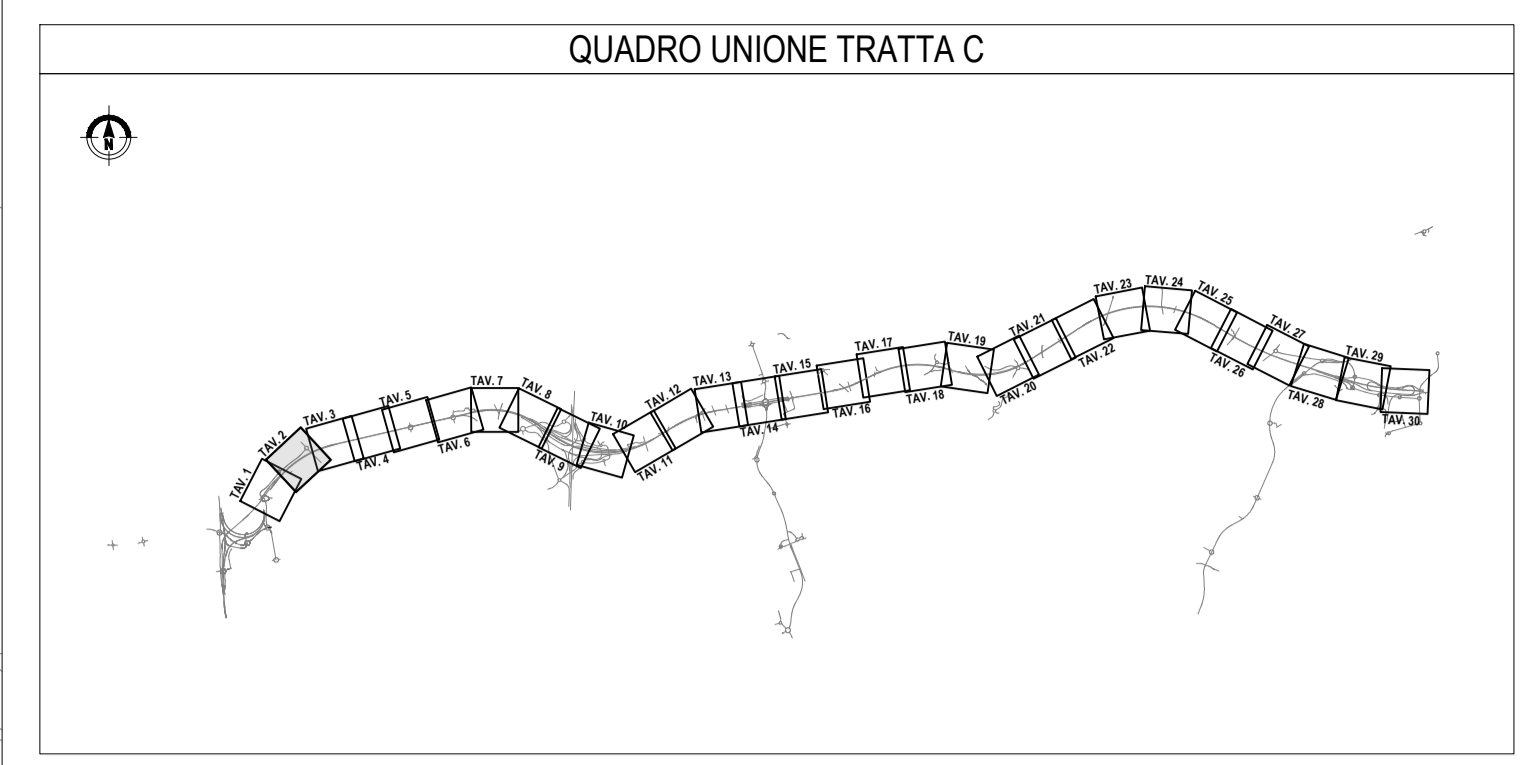 QUADRO UNIONE TRATTA C
N
TAV. 1
TAV. 2
TAV. 3
TAV. 4
TAV. 5
TAV. 6
TAV. 7
TAV. 8
TAV. 9
TAV. 10
TAV. 11
TAV. 12
TAV. 13
TAV. 14
TAV. 15
TAV. 16
TAV. 17
TAV. 18
TAV. 19
TAV. 20
TAV. 21
TAV. 22
TAV. 23
TAV. 24
TAV. 25
TAV. 26
TAV. 27
TAV. 28
TAV. 29
TAV. 30